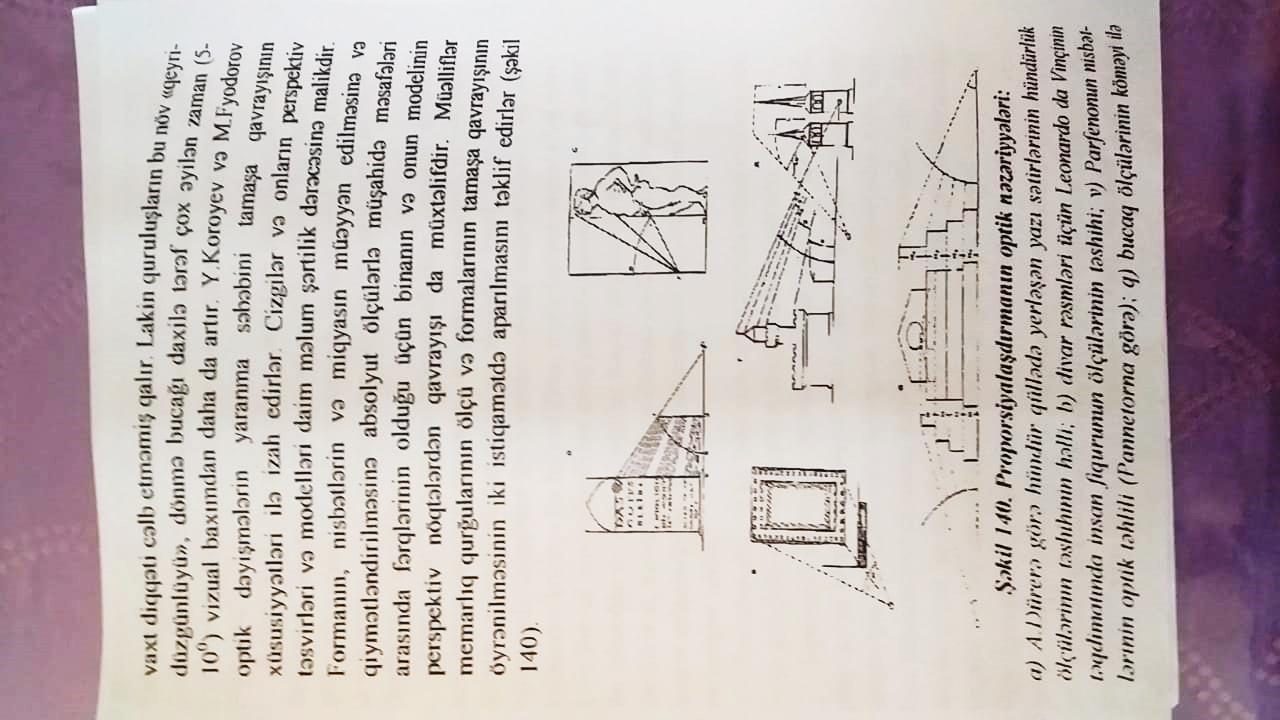 vaxt diqqəti cəlb etməmiş qalır. Lakin quruluşların bu növ «qeyri-
düzgünlüyü», dönmə bucağı daxilə tərəf çox əyilən zaman (5-
10⁰) vizual baxımından daha da artır. Y.Koroyev və M.Fyodorov
optik dəyişmələrin yaranma səbəbini tamaşa qavrayışının
xüsusiyyətləri ilə izah edirlər. Cizgilər və onların perspektiv
təsvirləri və modelləri daim məlum şərtilik dərəcəsinə malikdir.
Formanın, nisbətlərin və miqyasın müəyyən edilməsinə və
qiymətləndirilməsinə absolyut ölçülərlə müşahidə məsafələri
arasında fərqlərinin olduğu üçün binanın və onun modelinin
perspektiv nöqtələrdən qavrayışı da müxtəlifdir. Müəlliflər
memarlıq qurğularının ölçü və formalarının tamaşa qavrayışının
öyrənilməsinin iki istiqamətdə aparılmasını təklif edirlər (şəkil
140).
Şəkil 140. Proporsiyalaşdırmanın optik nəzəriyyələri:
a) A.Dürerə görə hündür qüllədə yerləşən yazı sətirlərinin hündürlük
ölçülərinin təshihinin həlli; b) divar rəsmləri üçün Leonardo da Vinçinin
təqdimatında insan fiqurunun ölçülərinin təshihi; v) Parfenonun nisbət-
lərinin optik təhlili (Pannetorna görə); q) bucaq ölçülərinin köməyi ilə